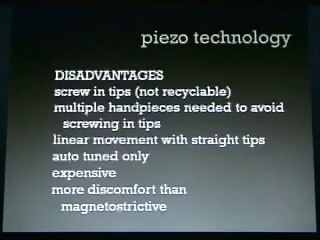 piezo technology
DISADVANTAGES
screw in tips (not recyclable)
multiple handpieces needed to avoid
screwing in tips
linear movement with straight tips
auto tuned only
expensive
more discomfort than
magnetostrictive